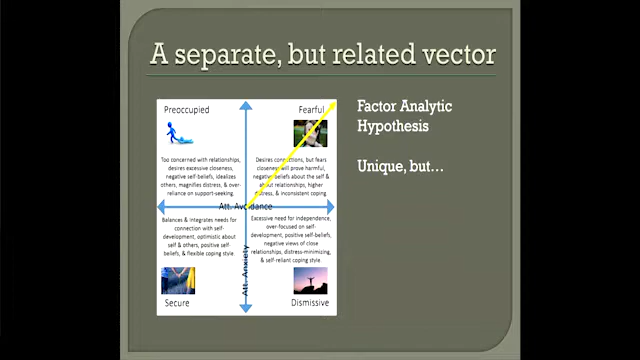 A separate, but related vector
Preoccupied
Fearful
Too concerned with relationships,
desires excessive closeness,
negative self-beliefs, idealizes
others, magnifies distress, & over-
reliance on support-seeking.
Desires connections, but fears
closeness will prove harmful,
negative beliefs about the self &
about relationships, higher
distress, & inconsistent coping
Att. Avoidance
Att. Anxiety
Balances & integrates needs for
connection with self-
development, optimistic about
self & others, positive self-
beliefs, & flexible coping style.
Excessive need for independence,
over-focused on self-
development, positive self-beliefs,
negative views of close
relationships, distress-minimizing,
& self-reliant coping style.
Secure
Dismissive
Factor Analytic
Hypothesis
Unique, but…